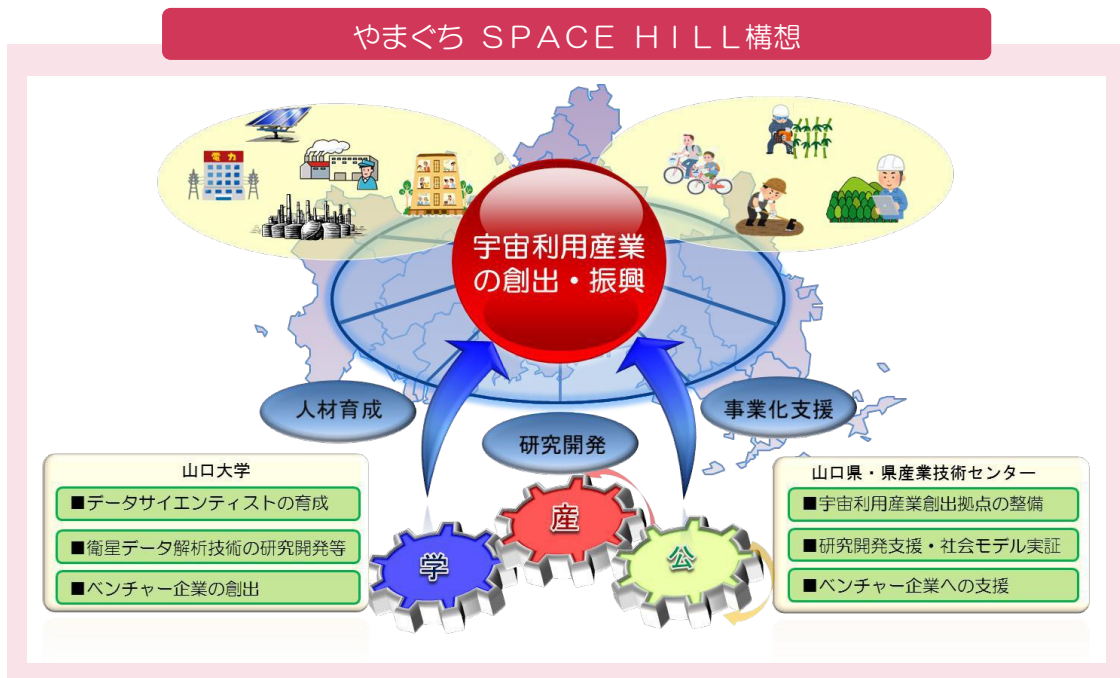 やまぐち ＳＰＡＣＥ ＨＩＬＬ構想
電力
宇宙利用産業
の創出・振興
人材育成
研究開発
事業化支援
山口大学
■データサイエンティストの育成
■衛星データ解析技術の研究開発等
■ベンチャー企業の創出
学
産
公
山口県・県産業技術センター
■宇宙利用産業創出拠点の整備
■研究開発支援・社会モデル実証
■ベンチャー企業への支援